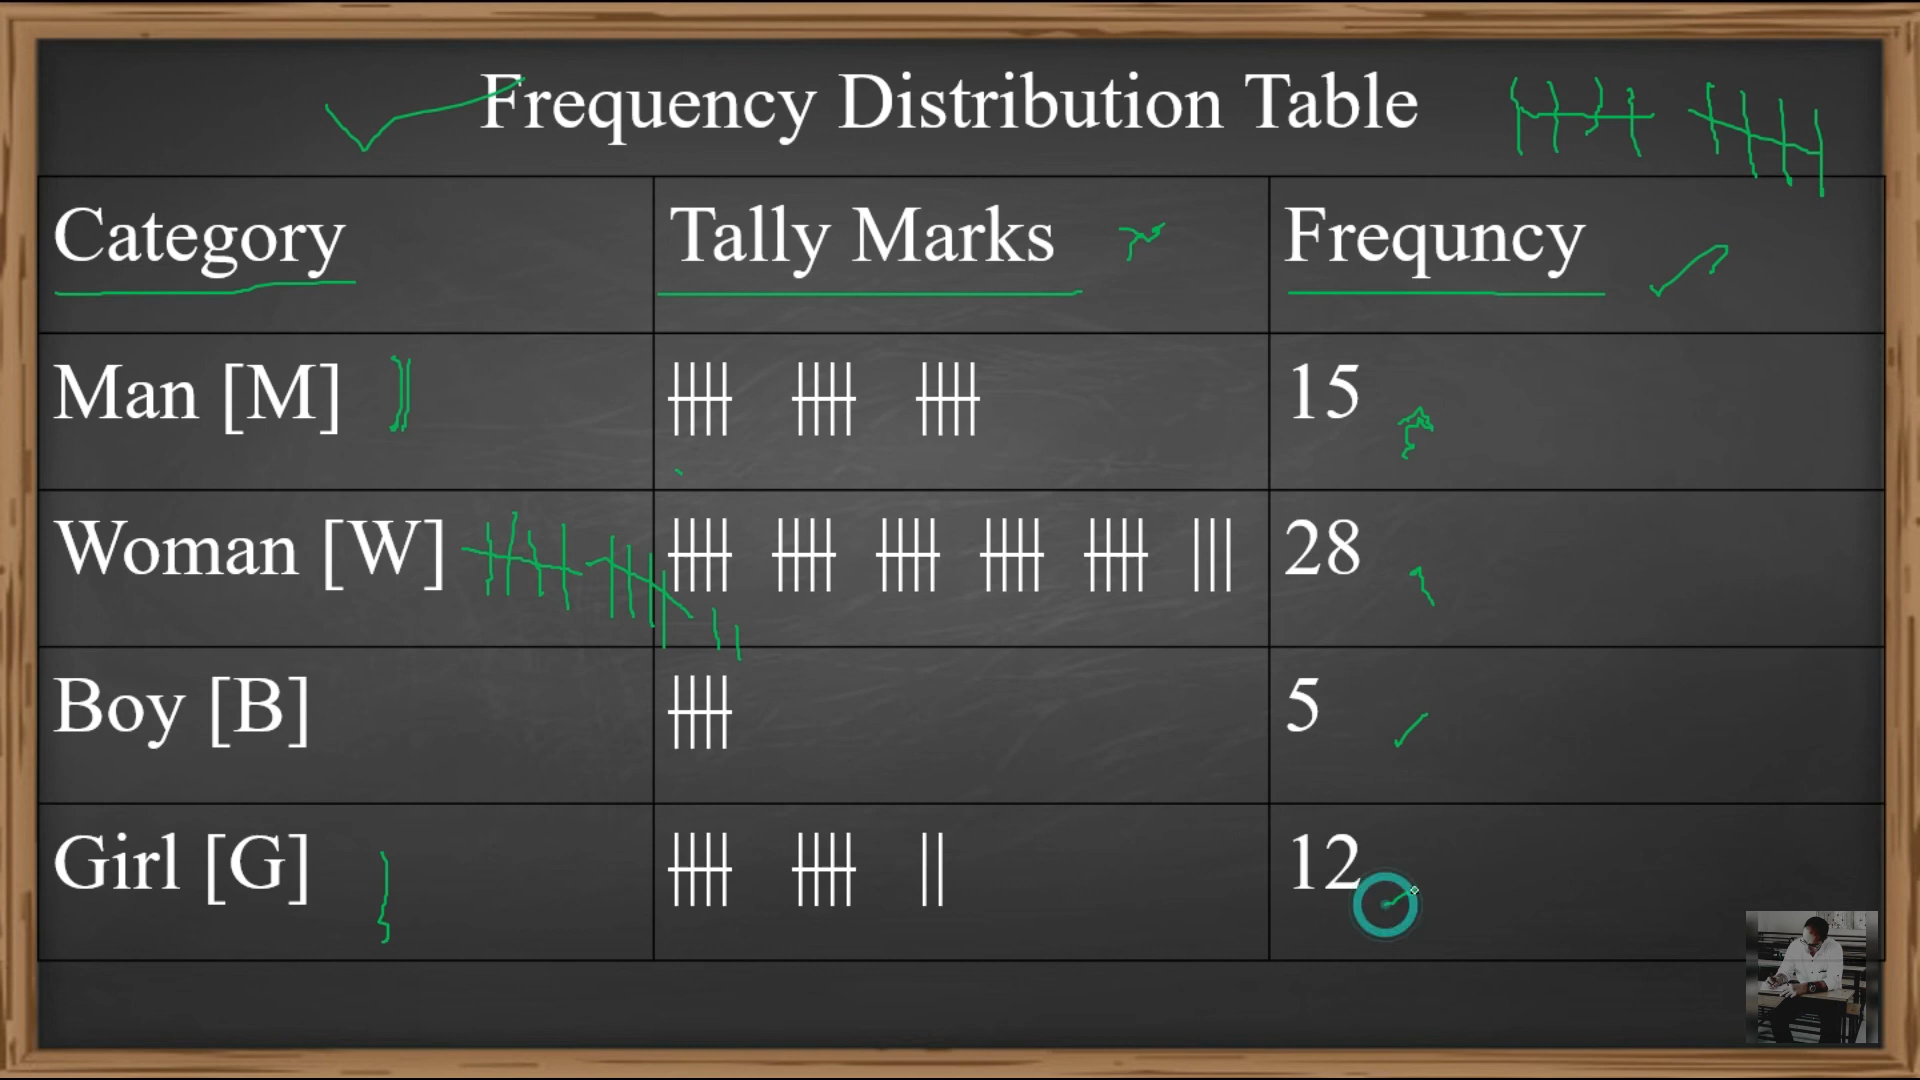 Frequency Distribution Table
Category Tally Marks Frequncy
Man [M] 15
Woman [W] 28
Boy [B] 5
Girl [G] 12